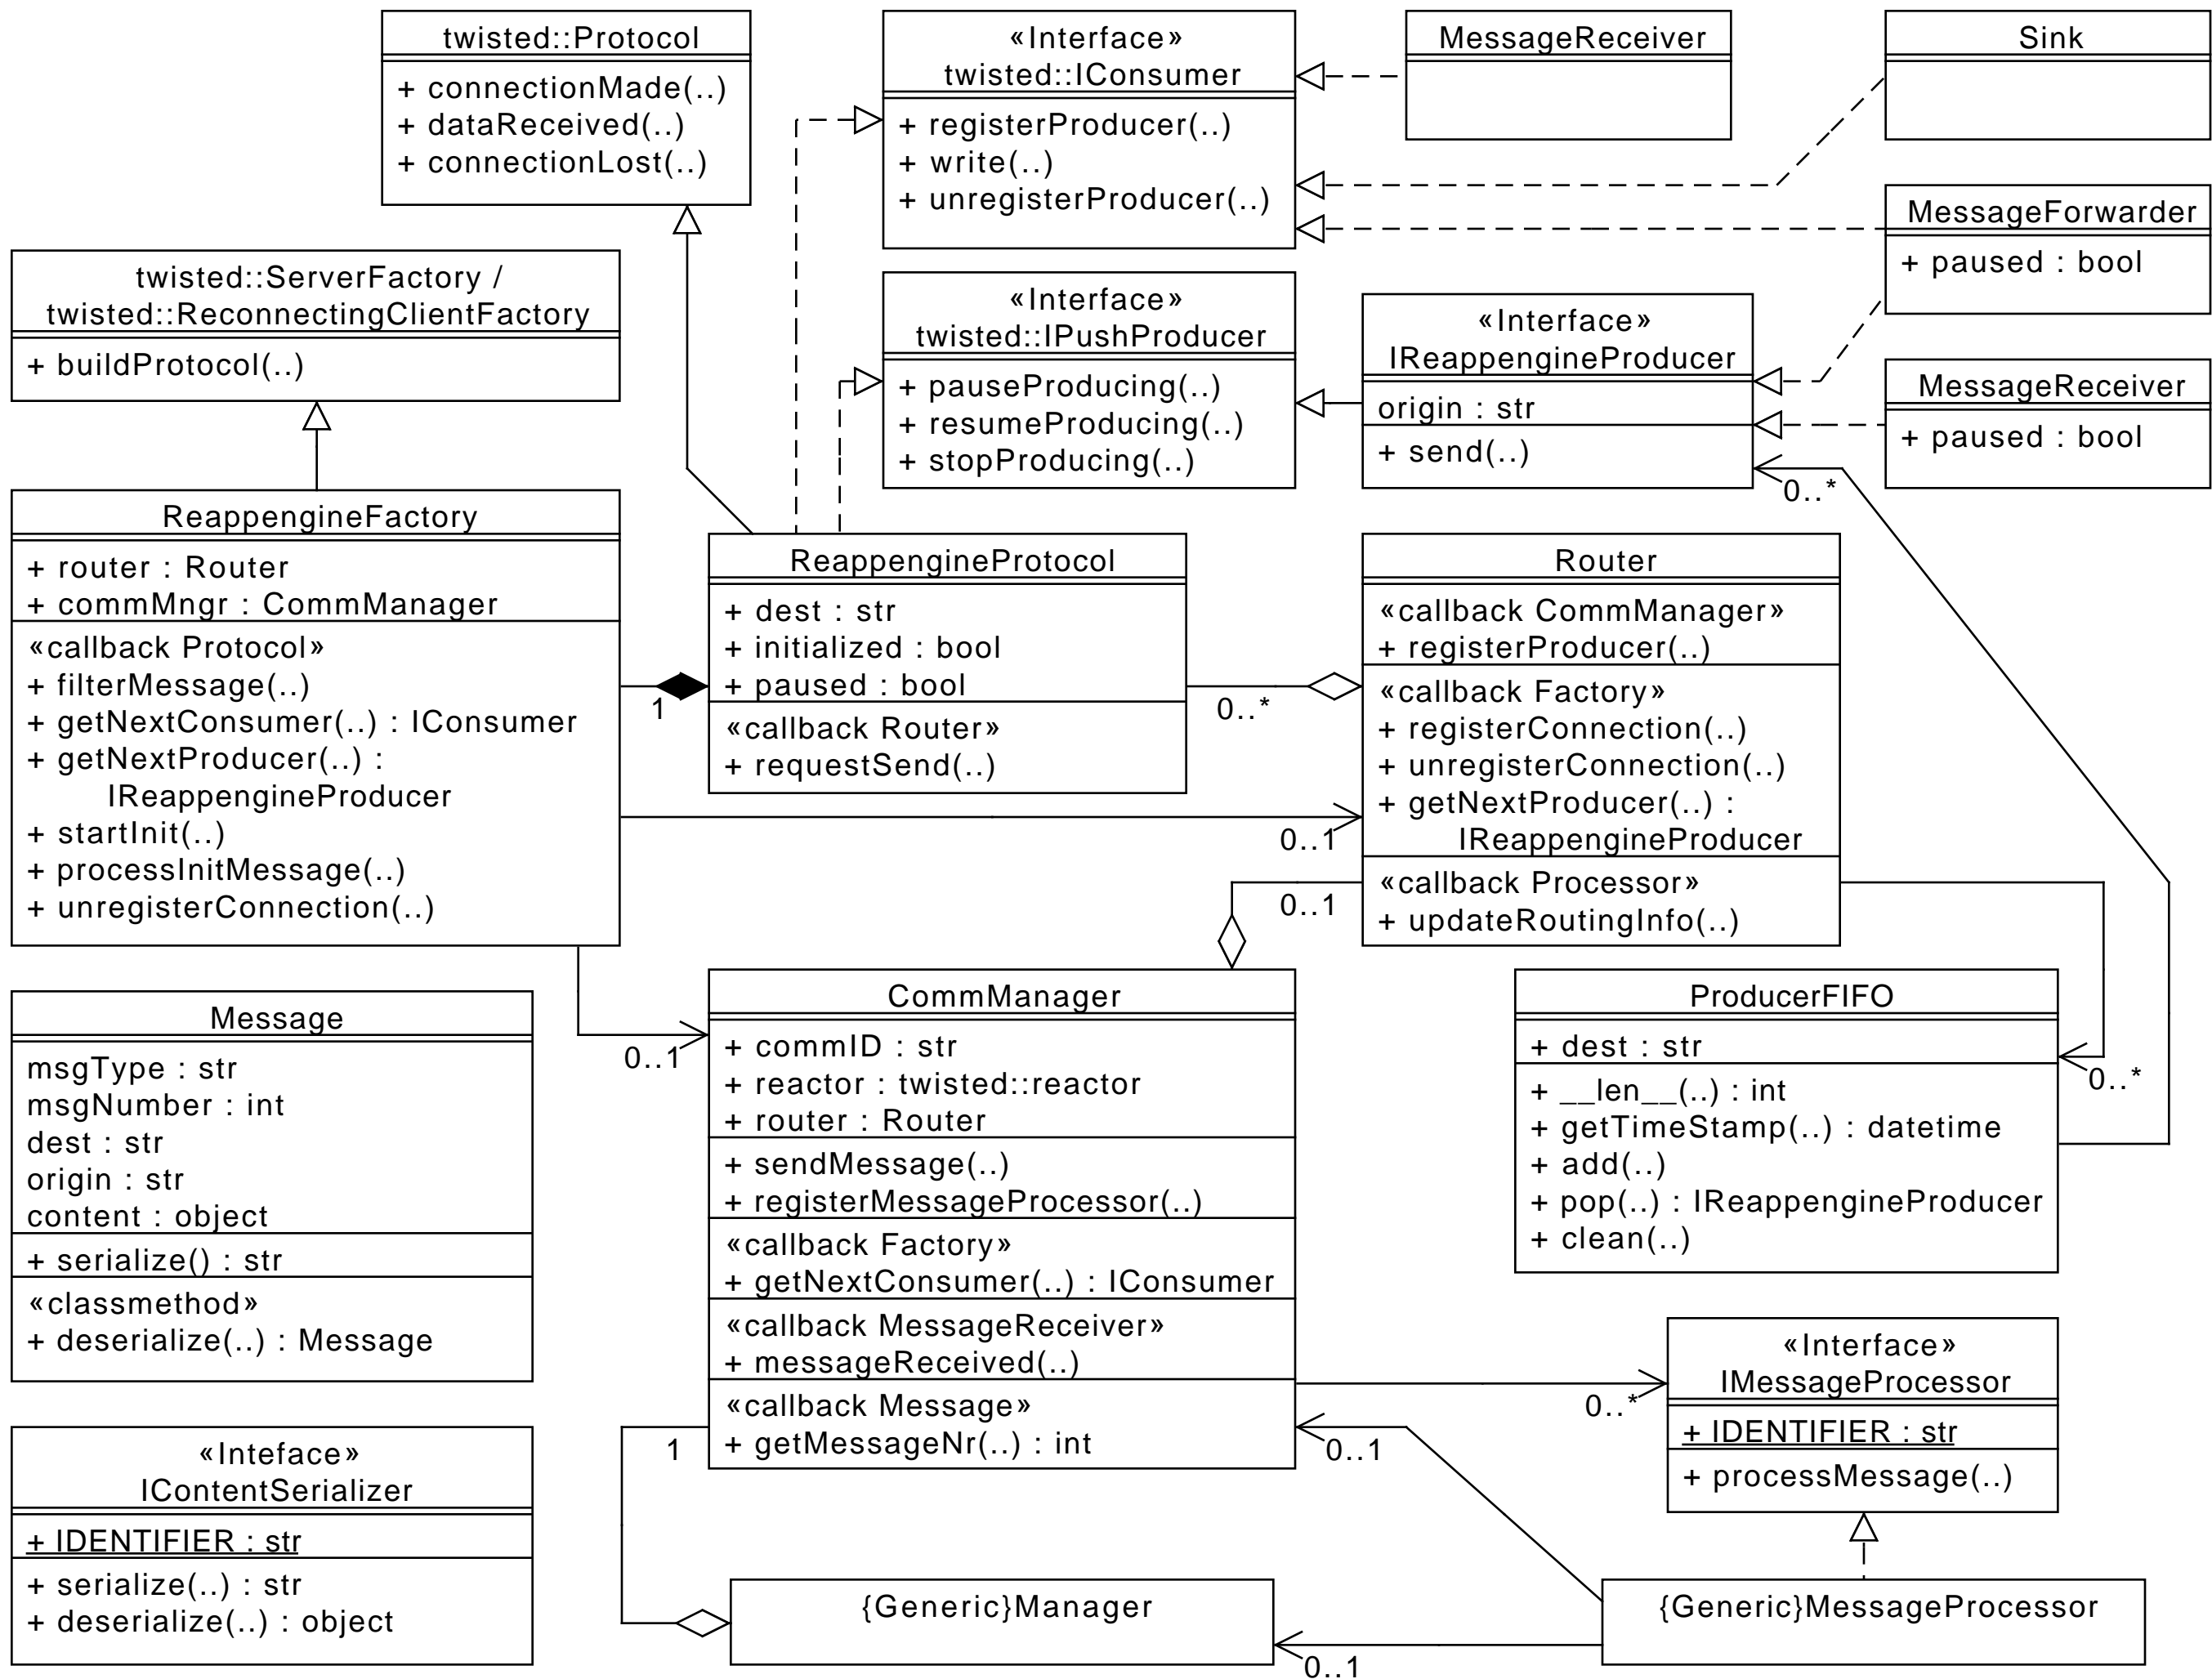 twisted::Protocol
+ connectionMade(..)
+ dataReceived(..)
+ connectionLost(..)
«Interface»
twisted::IConsumer
+ registerProducer(..)
+ write(..)
+ unregisterProducer(..)
MessageReceiver
Sink
MessageForwarder
+ paused : bool
twisted::ServerFactory /
twisted::ReconnectingClientFactory
+ buildProtocol(..)
«Interface»
twisted::IPushProducer
+ pauseProducing(..)
+ resumeProducing(..)
+ stopProducing(..)
«Interface»
IReappengineProducer
origin : str
+ send(..)
0..*
MessageReceiver
+ paused : bool
ReappengineFactory
+ router : Router
+ commMngr : CommManager
«callback Protocol»
+ filterMessage(..)
+ getNextConsumer(..) : IConsumer
+ getNextProducer(..) :
IReappengineProducer
+ startInit(..)
+ processInitMessage(..)
+ unregisterConnection(..)
1
ReappengineProtocol
+ dest : str
+ initialized : bool
+ paused : bool
«callback Router»
+ requestSend(..)
0..*
0..1
0..1
Router
«callback CommManager»
+ registerProducer(..)
«callback Factory»
+ registerConnection(..)
+ unregisterConnection(..)
+ getNextProducer(..) :
IReappengineProducer
«callback Processor»
+ updateRoutingInfo(..)
Message
msgType : str
msgNumber : int
dest : str
origin : str
content : object
+ serialize() : str
«classmethod»
+ deserialize(..) : Message
0..1
CommManager
+ commID : str
+ reactor : twisted::reactor
+ router : Router
+ sendMessage(..)
+ registerMessageProcessor(..)
«callback Factory»
+ getNextConsumer(..) : IConsumer
«callback MessageReceiver»
+ messageReceived(..)
«callback Message»
+ getMessageNr(..) : int
1
ProducerFIFO
+ dest : str
+ __len__(..) : int
+ getTimeStamp(..) : datetime
+ add(..)
+ pop(..) : IReappengineProducer
+ clean(..)
0..*
0..*
0..1
«Interface»
IMessageProcessor
+ IDENTIFIER : str
+ processMessage(..)
«Inteface»
IContentSerializer
+ IDENTIFIER : str
+ serialize(..) : str
+ deserialize(..) : object
{Generic}Manager
0..1
{Generic}MessageProcessor